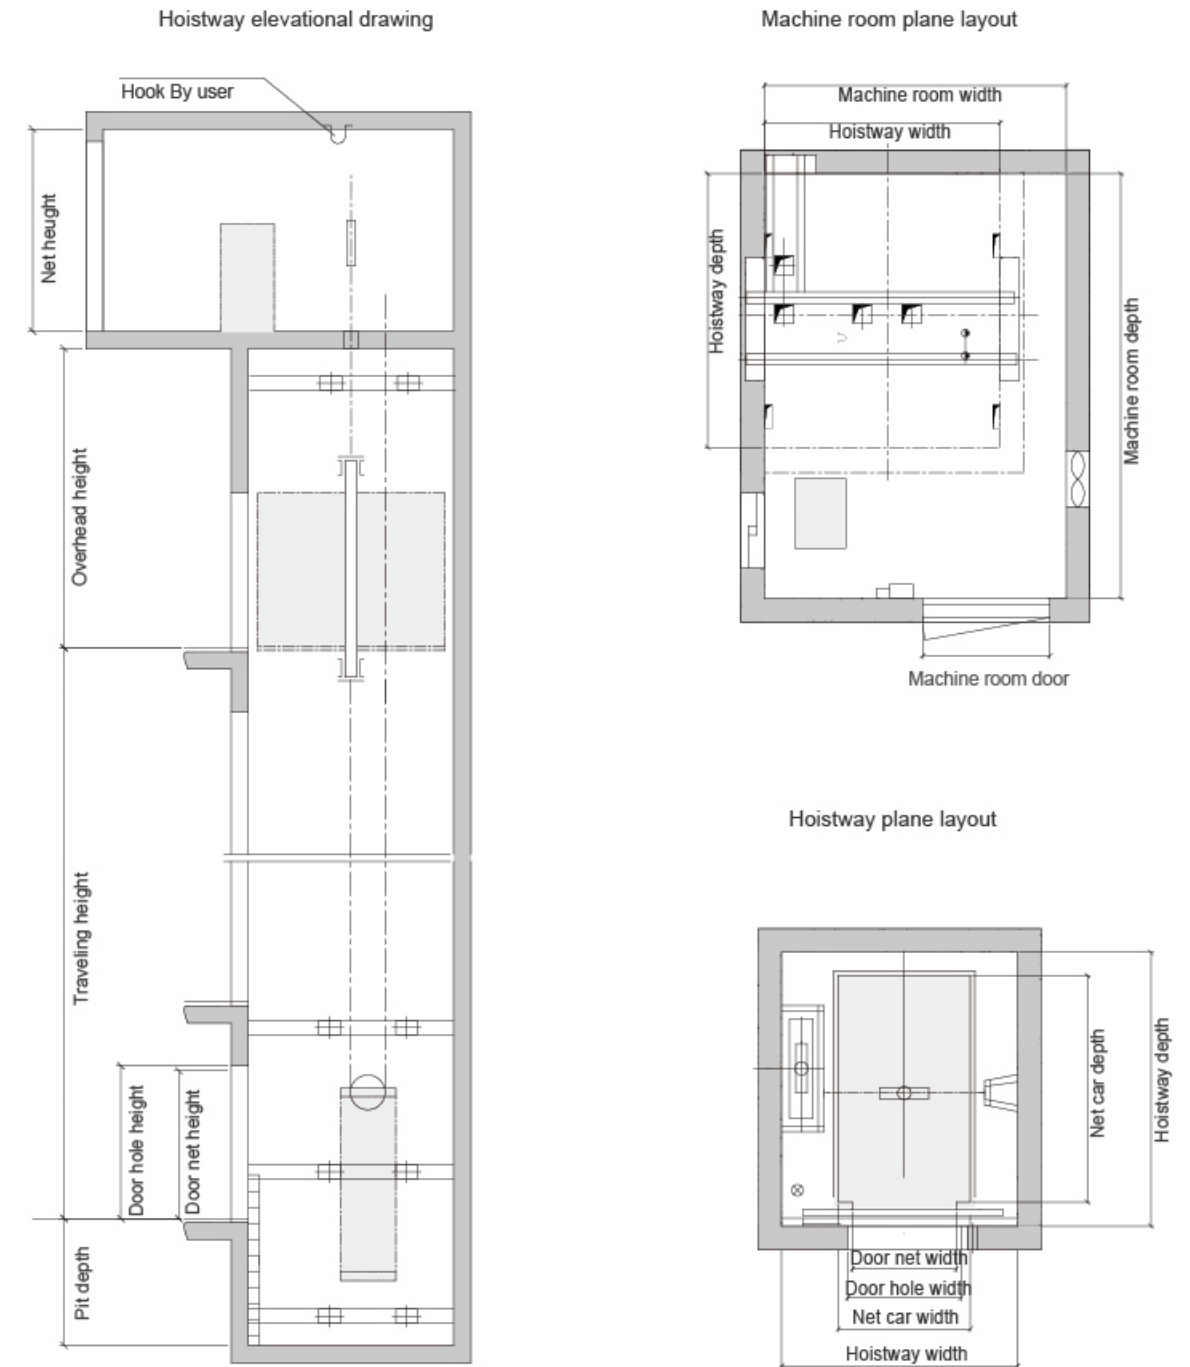 Hoistway elevational drawing
Hook By user
Net heught
Overhead height
Traveling height
Door hole height
Door net height
Pit depth
Machine room plane layout
Machine room width
Hoistway width
Hoistway depth
Machine room depth
Machine room door
Hoistway plane layout
Net car depth
Hoistway depth
Door net width
Door hole width
Net car width
Hoistway width